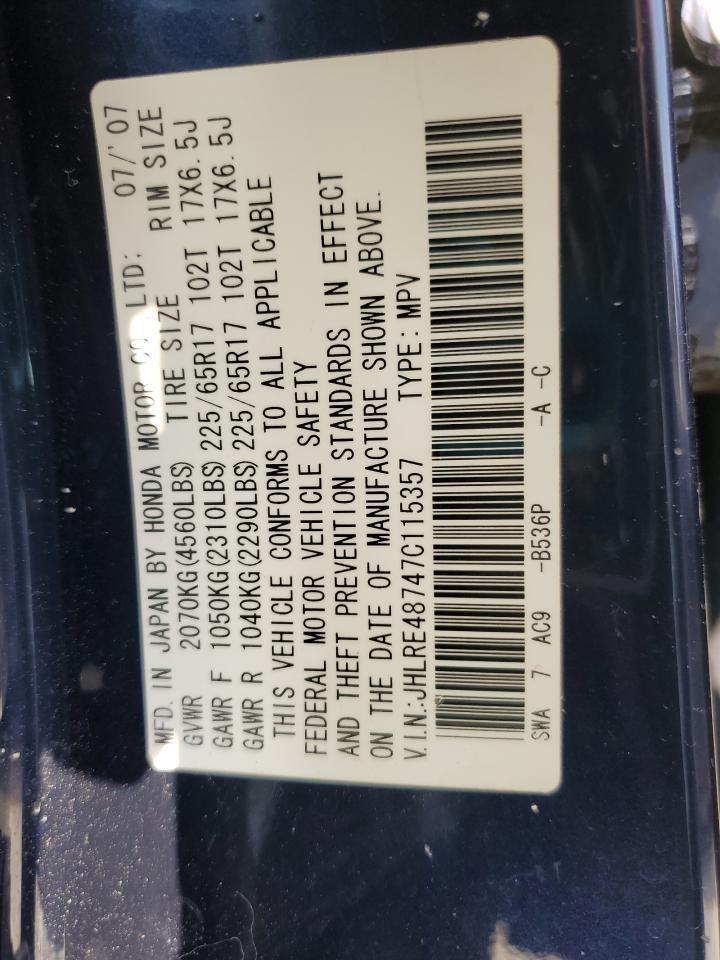 MFD. IN JAPAN BY HONDA MOTOR CO., LTD: 07/'07
GVWR 2070KG(4560LBS) TIRE SIZE RIM SIZE
GAWR F 1050KG(2310LBS) 225/65R17 102T 17X6.5J
GAWR R 1040KG(2290LBS) 225/65R17 102T 17X6.5J
THIS VEHICLE CONFORMS TO ALL APPLICABLE
FEDERAL MOTOR VEHICLE SAFETY
AND THEFT PREVENTION STANDARDS IN EFFECT
ON THE DATE OF MANUFACTURE SHOWN ABOVE.
V.I.N.:JHLRE48747C115357 TYPE: MPV
SWA 7 AC9 -B536P -A -C